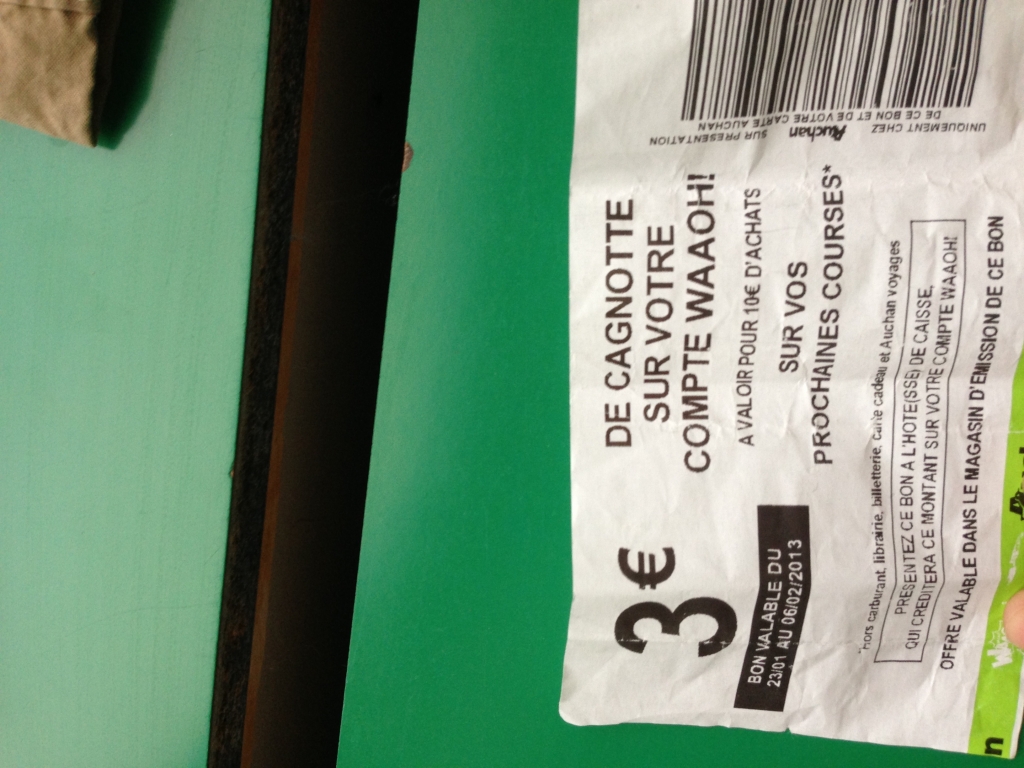 3€
DE CAGNOTTE
SUR VOTRE
COMPTE WAAOH!
BON VALABLE DU
23/01 AU 06/02/2013
A VALOIR POUR 10€ D'ACHATS
SUR VOS
PROCHAINES COURSES*
*hors carburant, librairie, billetterie, carte cadeau et Auchan voyages
PRESENTEZ CE BON A L'HOTE(SSE) DE CAISSE,
QUI CREDITERA CE MONTANT SUR VOTRE COMPTE WAAOH!
OFFRE VALABLE DANS LE MAGASIN D'EMISSION DE CE BON
UNIQUEMENT CHEZ Auchan SUR PRESENTATION
DE CE BON ET DE VOTRE CARTE AUCHAN